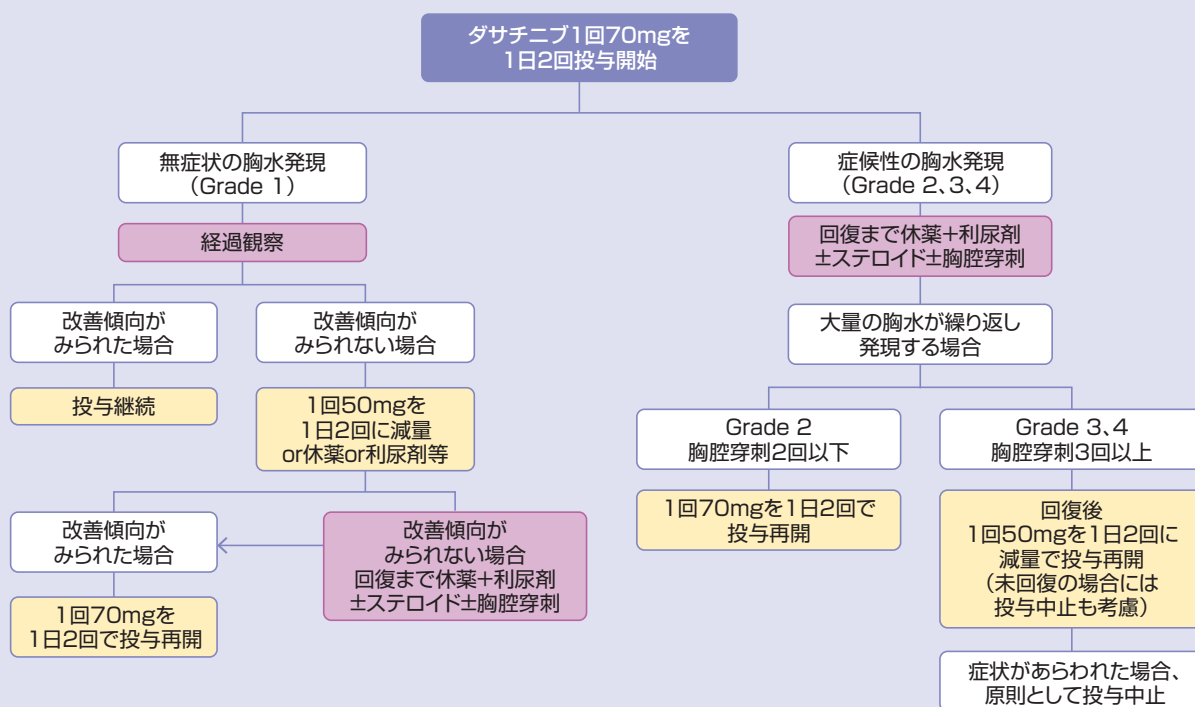 ダサチニブ1回70mgを
1日2回投与開始
無症状の胸水発現
（Grade 1）
経過観察
改善傾向が
みられた場合
投与継続
改善傾向が
みられない場合
1回50mgを
1日2回に減量
or休薬or利尿剤等
改善傾向が
みられた場合
1回70mgを
1日2回で投与再開
改善傾向が
みられない場合
回復まで休薬＋利尿剤
±ステロイド±胸腔穿刺
症候性の胸水発現
（Grade 2、3、4）
回復まで休薬＋利尿剤
±ステロイド±胸腔穿刺
大量の胸水が繰り返し
発現する場合
Grade 2
胸腔穿刺2回以下
1回70mgを1日2回で
投与再開
Grade 3、4
胸腔穿刺3回以上
回復後
1回50mgを1日2回に
減量で投与再開
（未回復の場合には
投与中止も考慮）
症状があらわれた場合、
原則として投与中止